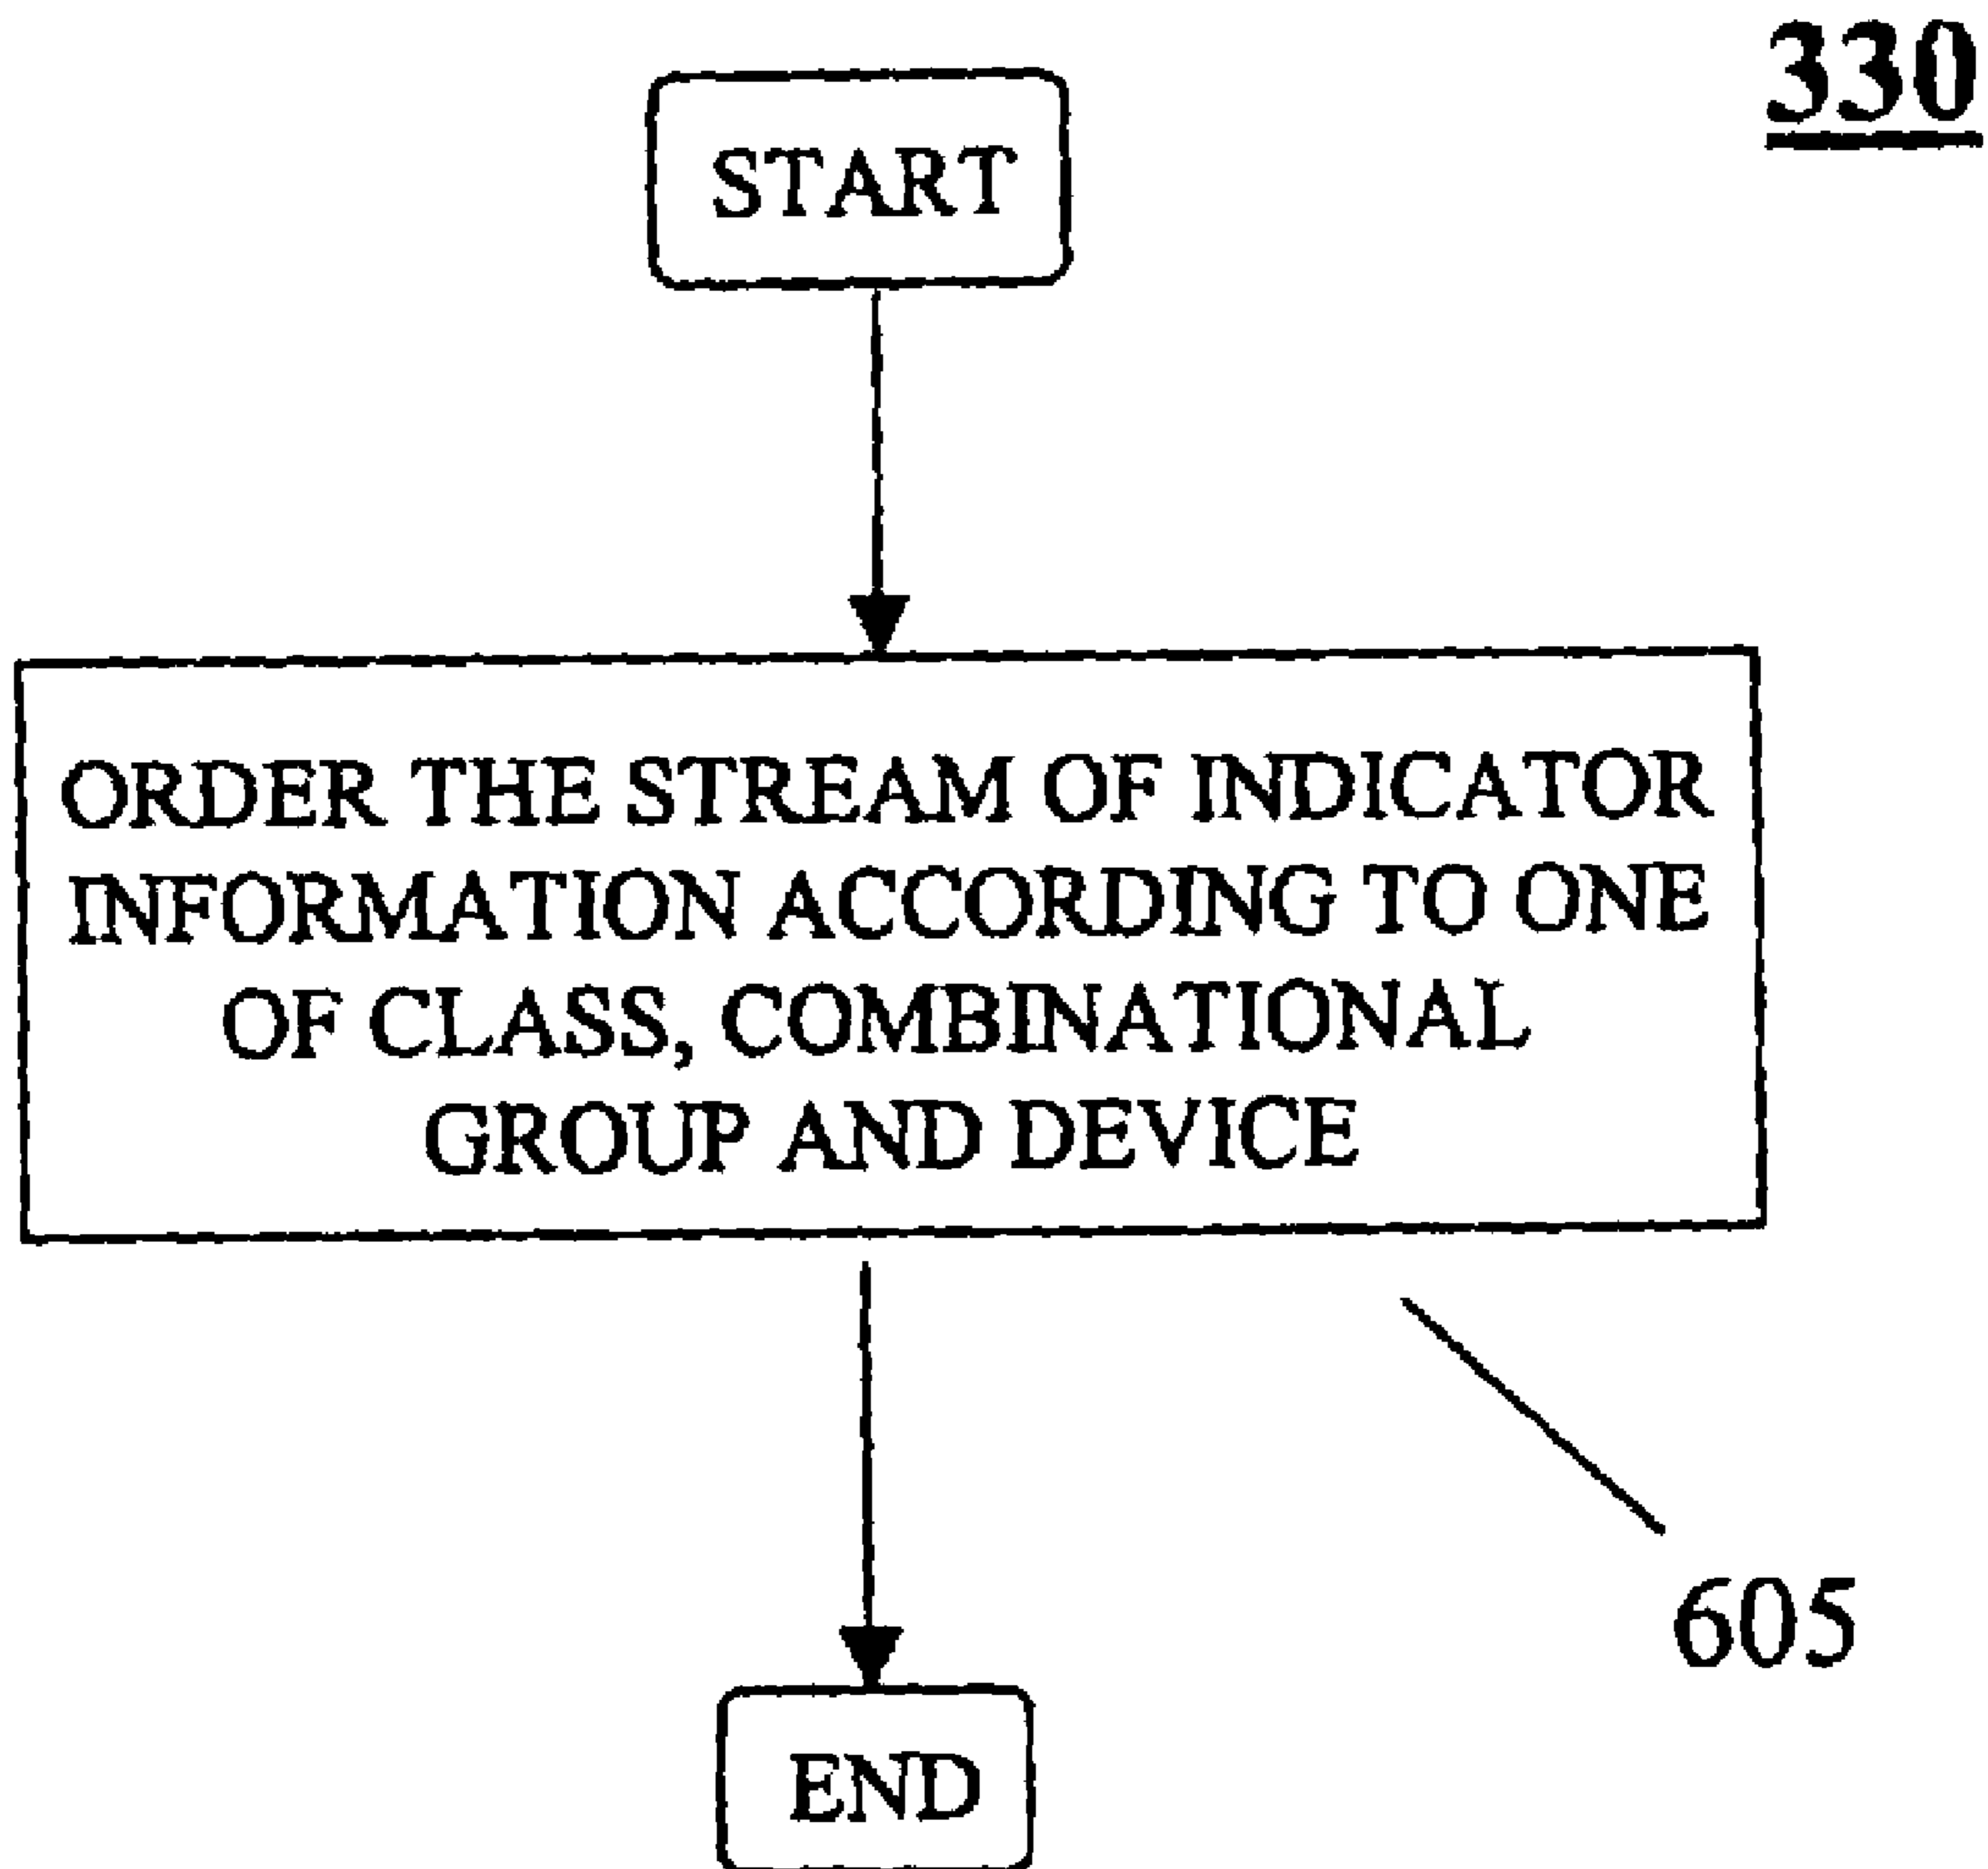 330
START
ORDER THE STREAM OF INDICATOR
INFORMATION ACCORDING TO ONE
OF CLASS, COMBINATIONAL
GROUP AND DEVICE
605
END